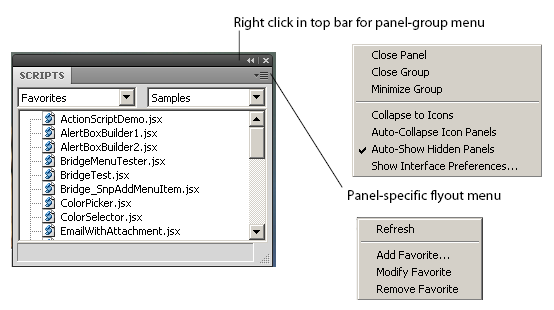 Right click in top bar for panel-group menu
SCRIPTS
Favorites
Samples
ActionScriptDemo.jsx
AlertBoxBuilder1.jsx
AlertBoxBuilder2.jsx
BridgeMenuTester.jsx
BridgeTest.jsx
Bridge_SnpAddMenuItem.jsx
ColorPicker.jsx
ColorSelector.jsx
EmailWithAttachment.jsx
Close Panel
Close Group
Minimize Group
Collapse to Icons
Auto-Collapse Icon Panels
Auto-Show Hidden Panels
Show Interface Preferences...
Panel-specific flyout menu
Refresh
Add Favorite...
Modify Favorite
Remove Favorite